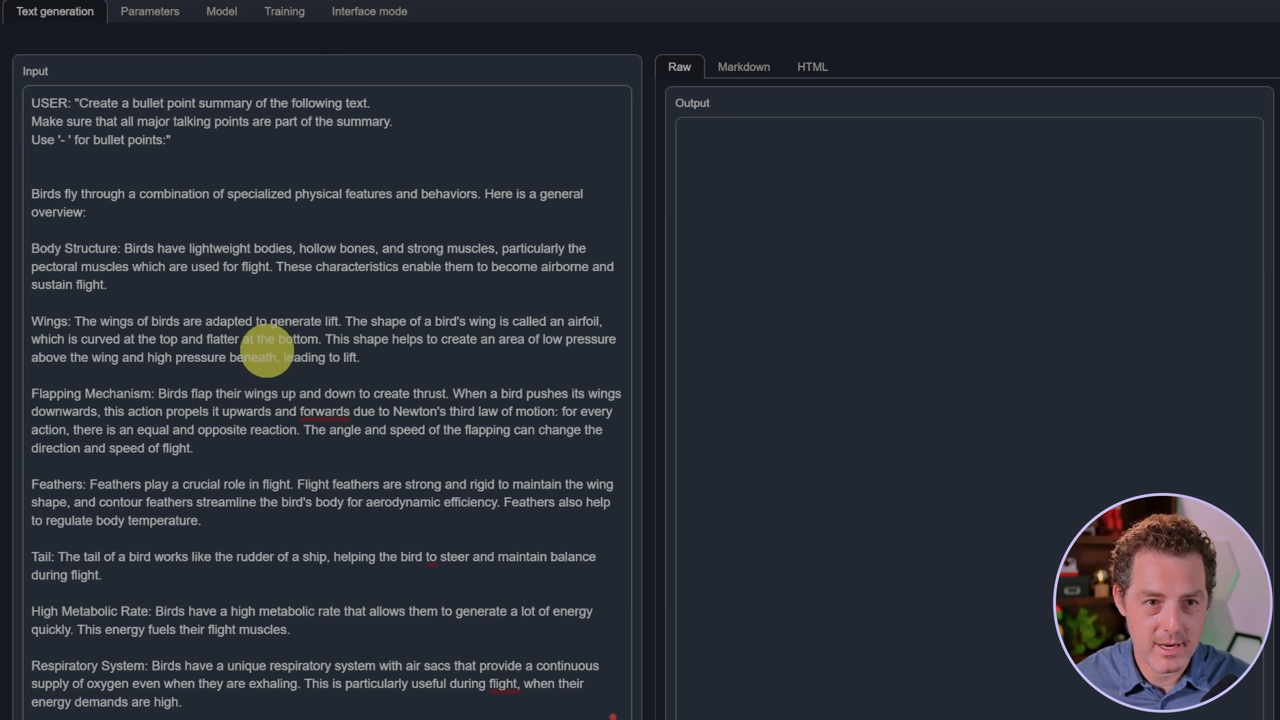 Text generation
Parameters
Model
Training
Interface mode
Input
USER: "Create a bullet point summary of the following text.
Make sure that all major talking points are part of the summary.
Use '- ' for bullet points:"
Birds fly through a combination of specialized physical features and behaviors. Here is a general
overview:
Body Structure: Birds have lightweight bodies, hollow bones, and strong muscles, particularly the
pectoral muscles which are used for flight. These characteristics enable them to become airborne and
sustain flight.
Wings: The wings of birds are adapted to generate lift. The shape of a bird's wing is called an airfoil,
which is curved at the top and flatter at the bottom. This shape helps to create an area of low pressure
above the wing and high pressure beneath, leading to lift.
Flapping Mechanism: Birds flap their wings up and down to create thrust. When a bird pushes its wings
downwards, this action propels it upwards and forwards due to Newton's third law of motion: for every
action, there is an equal and opposite reaction. The angle and speed of the flapping can change the
direction and speed of flight.
Feathers: Feathers play a crucial role in flight. Flight feathers are strong and rigid to maintain the wing
shape, and contour feathers streamline the bird's body for aerodynamic efficiency. Feathers also help
to regulate body temperature.
Tail: The tail of a bird works like the rudder of a ship, helping the bird to steer and maintain balance
during flight.
High Metabolic Rate: Birds have a high metabolic rate that allows them to generate a lot of energy
quickly. This energy fuels their flight muscles.
Respiratory System: Birds have a unique respiratory system with air sacs that provide a continuous
supply of oxygen even when they are exhaling. This is particularly useful during flight, when their
energy demands are high.
Raw
Markdown
HTML
Output